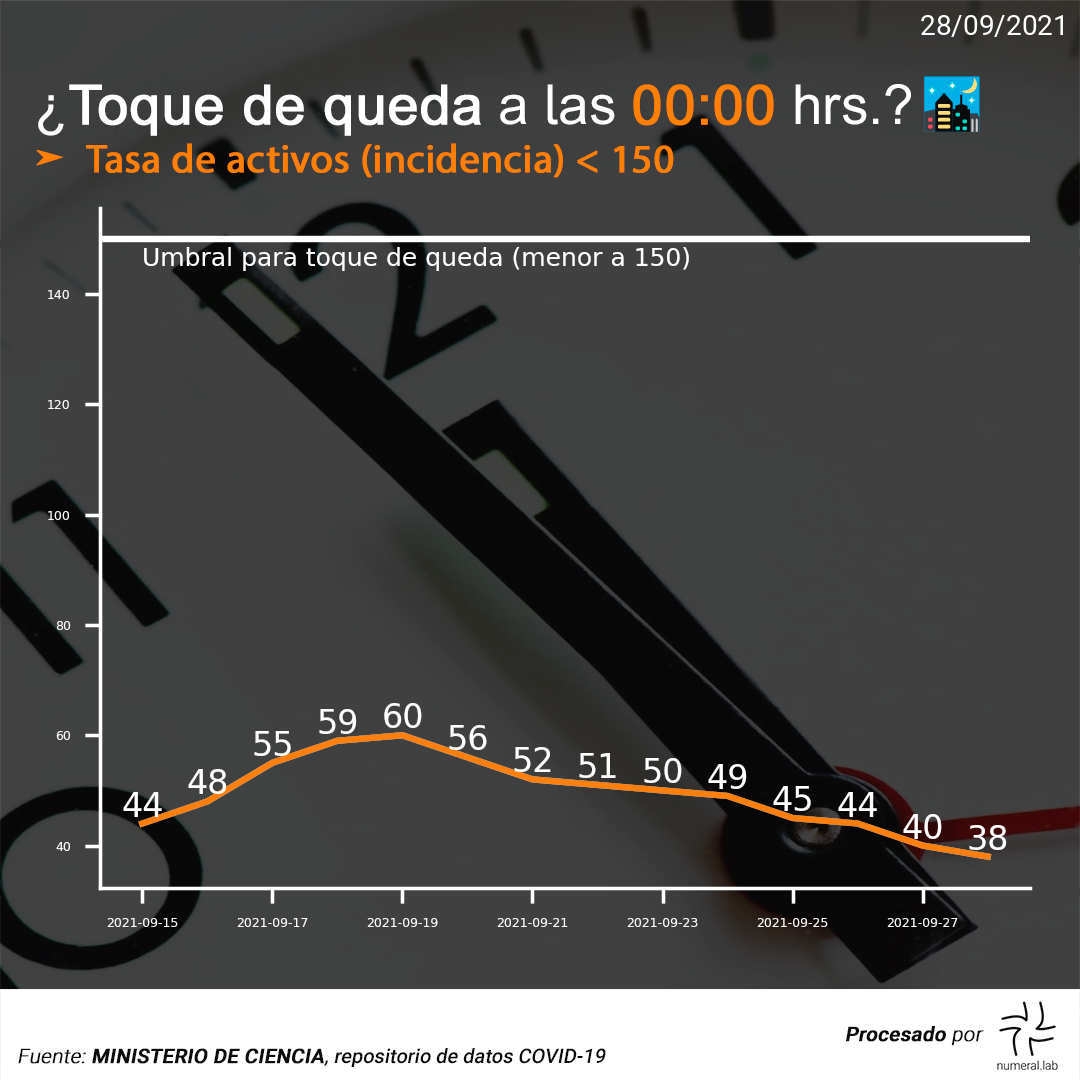 28/09/2021
¿Toque de queda a las 00:00 hrs.?
➤ Tasa de activos (incidencia) < 150
Umbral para toque de queda (menor a 150)
140
120
100
80
60
40
44 48 55 59 60 56 52 51 50 49 45 44 40 38
2021-09-15 2021-09-17 2021-09-19 2021-09-21 2021-09-23 2021-09-25 2021-09-27
2
1
11
0
Procesado por
numeral.lab
Fuente: MINISTERIO DE CIENCIA, repositorio de datos COVID-19